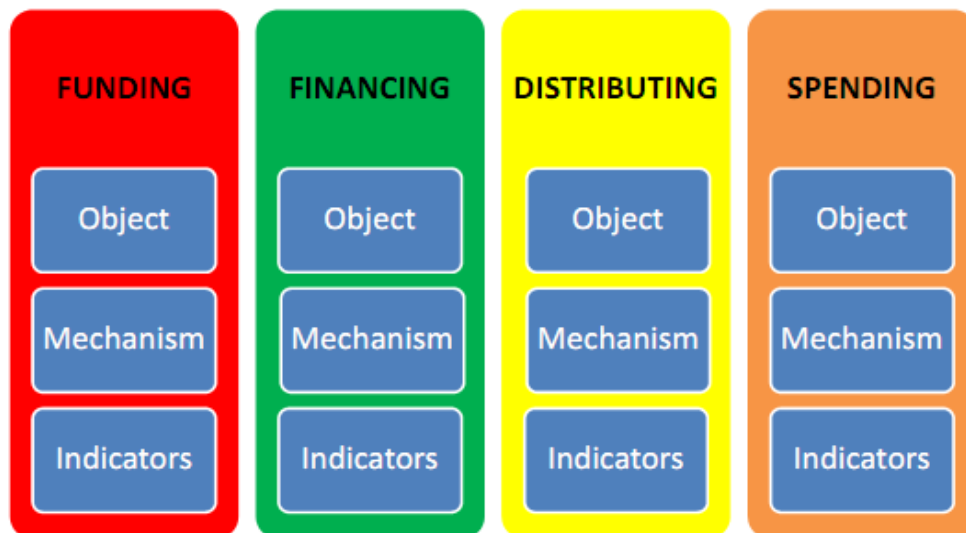 FUNDING
FINANCING
DISTRIBUTING
SPENDING
Object
Object
Object
Object
Mechanism
Mechanism
Mechanism
Mechanism
Indicators
Indicators
Indicators
Indicators